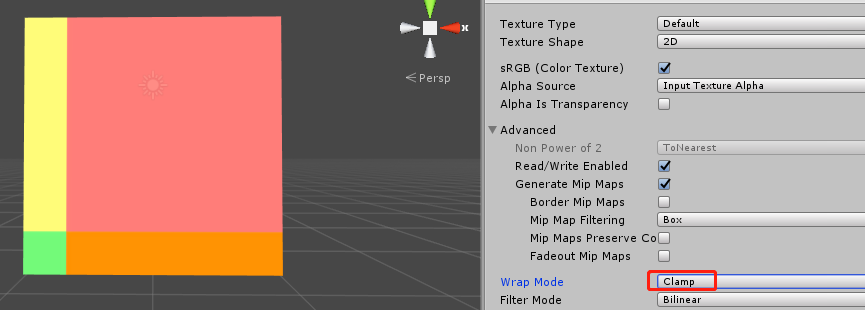 x
Persp
Texture Type Default
Texture Shape 2D
sRGB (Color Texture)
Alpha Source Input Texture Alpha
Alpha Is Transparency
Advanced
Non Power of 2 ToNearest
Read/Write Enabled
Generate Mip Maps
Border Mip Maps
Mip Map Filtering Box
Mip Maps Preserve Co
Fadeout Mip Maps
Wrap Mode Clamp
Filter Mode Bilinear